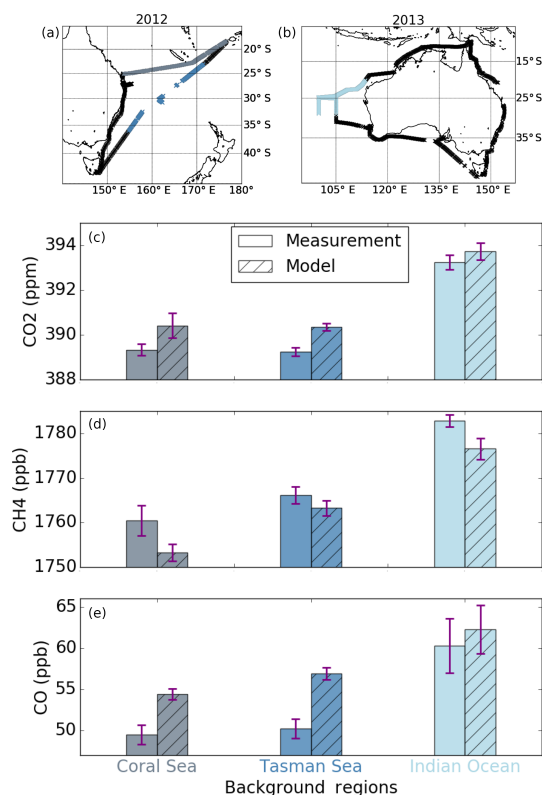 2012
2013
(a)
(b)
20° S
25° S
30° S
35° S
40° S
150° E
160° E
170° E
180°
15° S
25° S
35° S
105° E
120° E
135° E
150° E
(c)
Measurement
Model
CO2 (ppm)
394
392
390
388
(d)
CH4 (ppb)
1780
1770
1760
1750
(e)
CO (ppb)
65
60
55
50
Coral Sea
Tasman Sea
Indian Ocean
Background regions